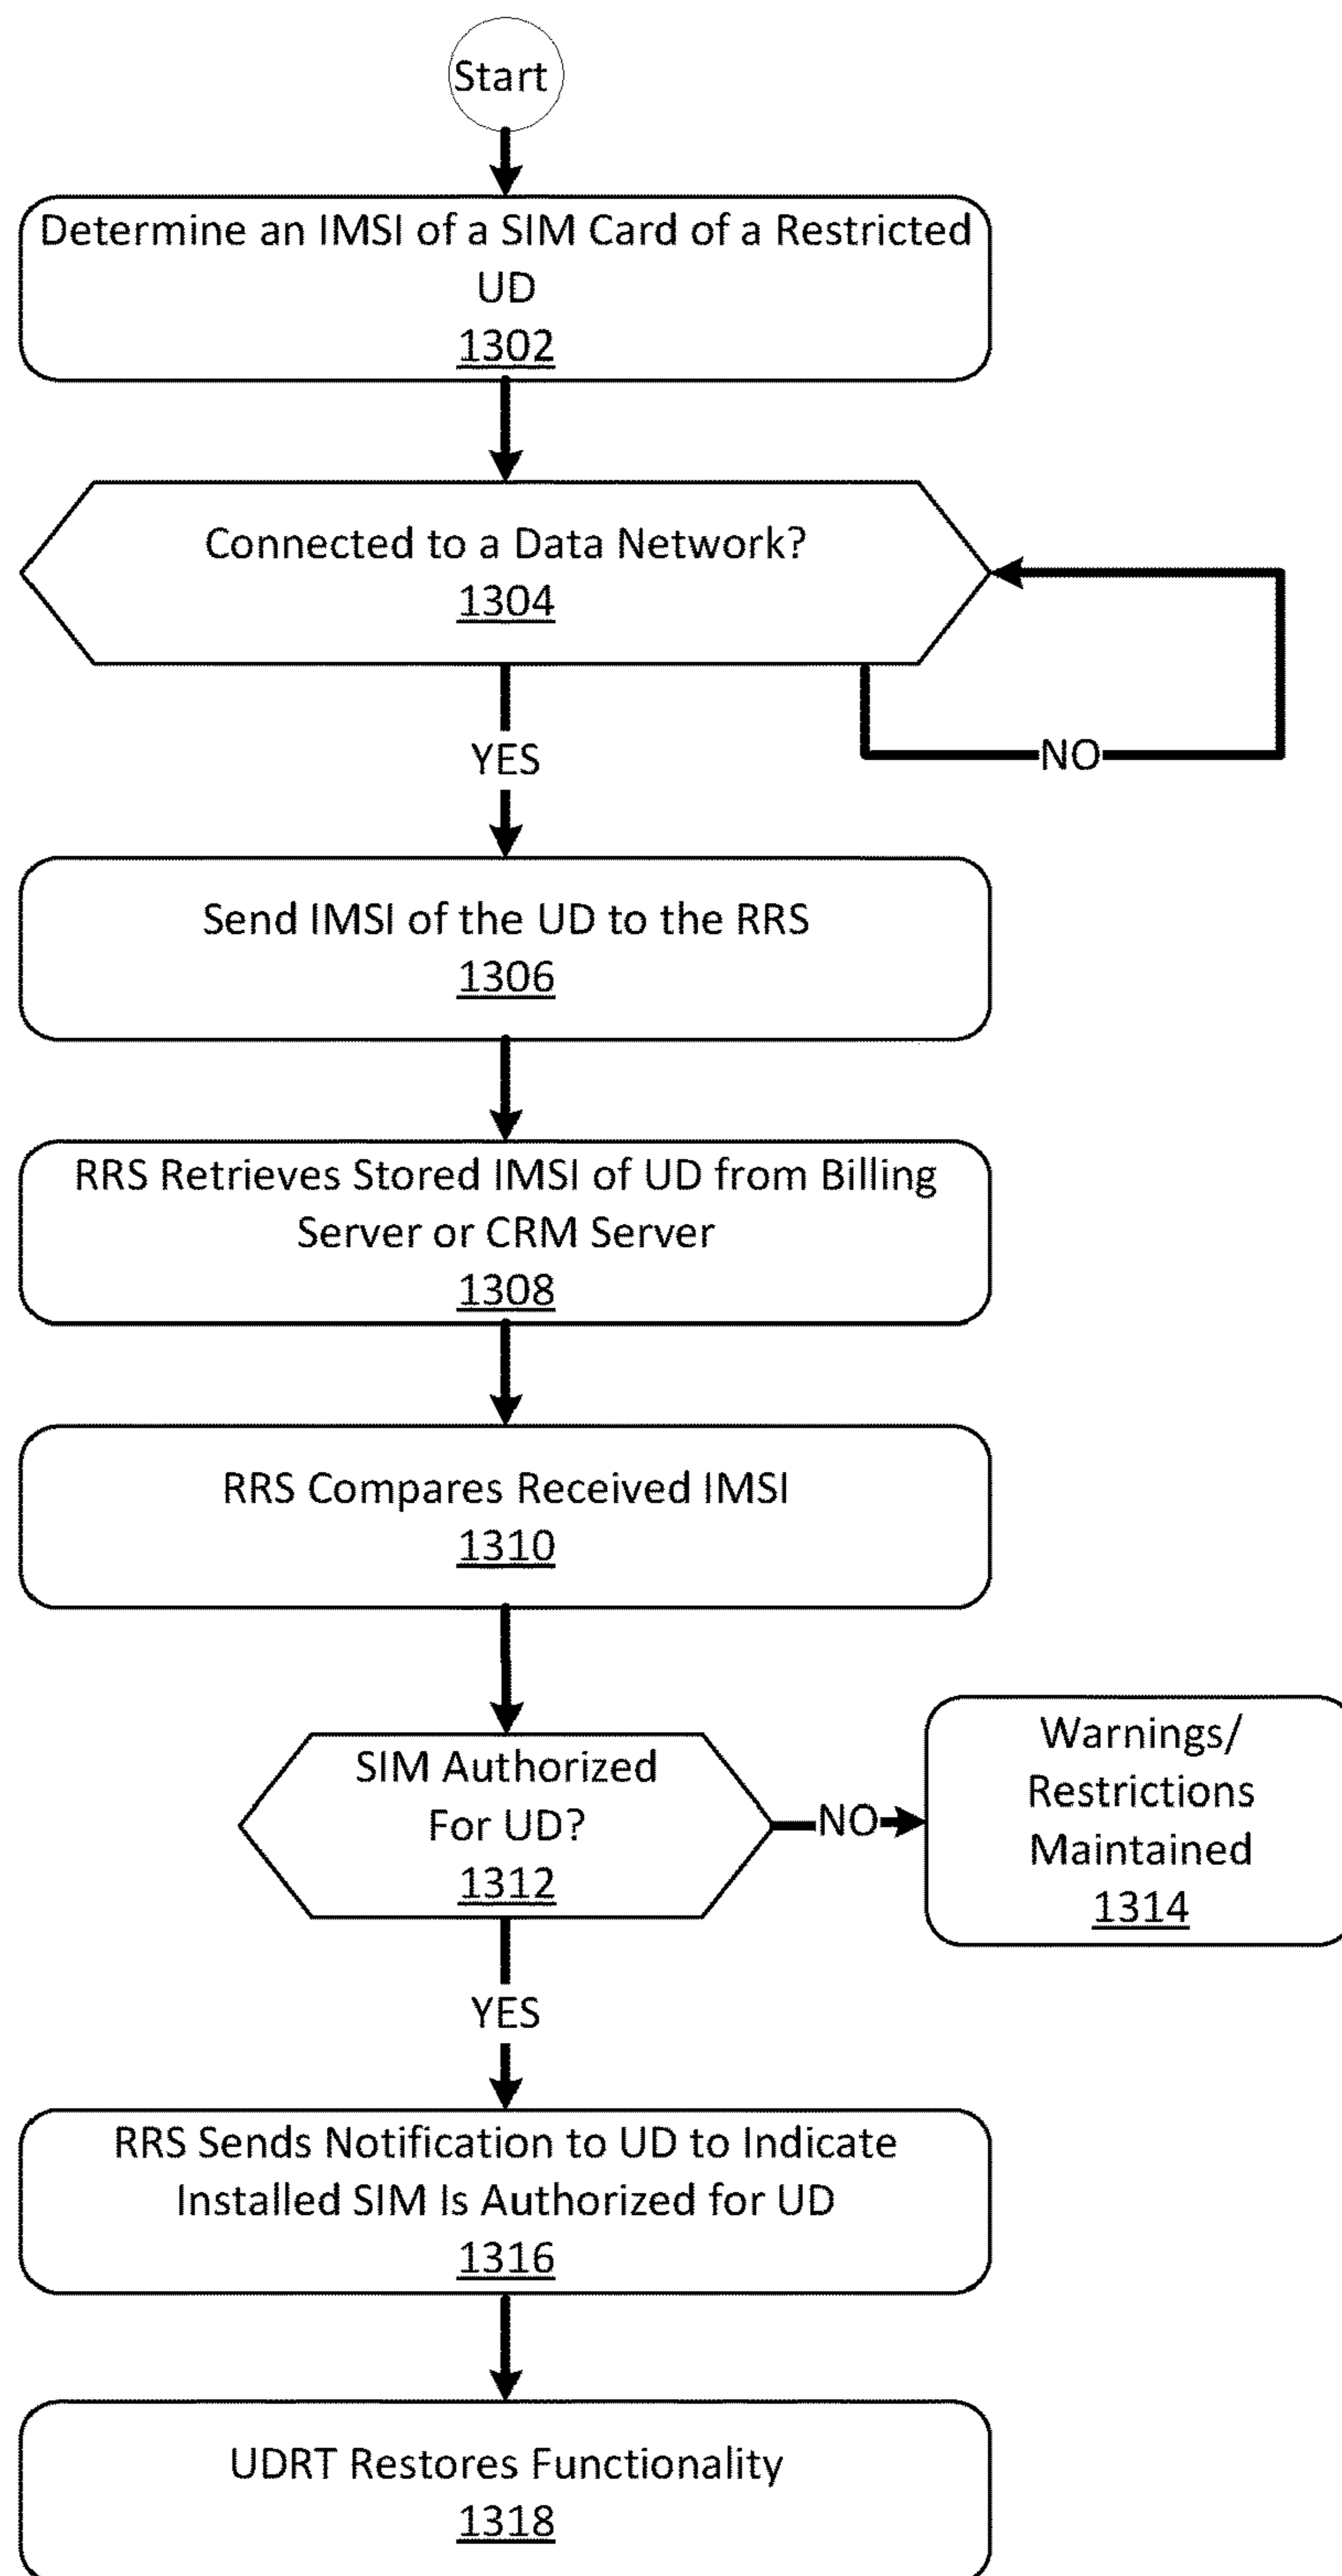 Start
Determine an IMSI of a SIM Card of a Restricted
UD
1302
Connected to a Data Network?
1304
YES
NO
Send IMSI of the UD to the RRS
1306
RRS Retrieves Stored IMSI of UD from Billing
Server or CRM Server
1308
RRS Compares Received IMSI
1310
SIM Authorized
For UD?
1312
NO
Warnings/
Restrictions
Maintained
1314
YES
RRS Sends Notification to UD to Indicate
Installed SIM Is Authorized for UD
1316
UDRT Restores Functionality
1318